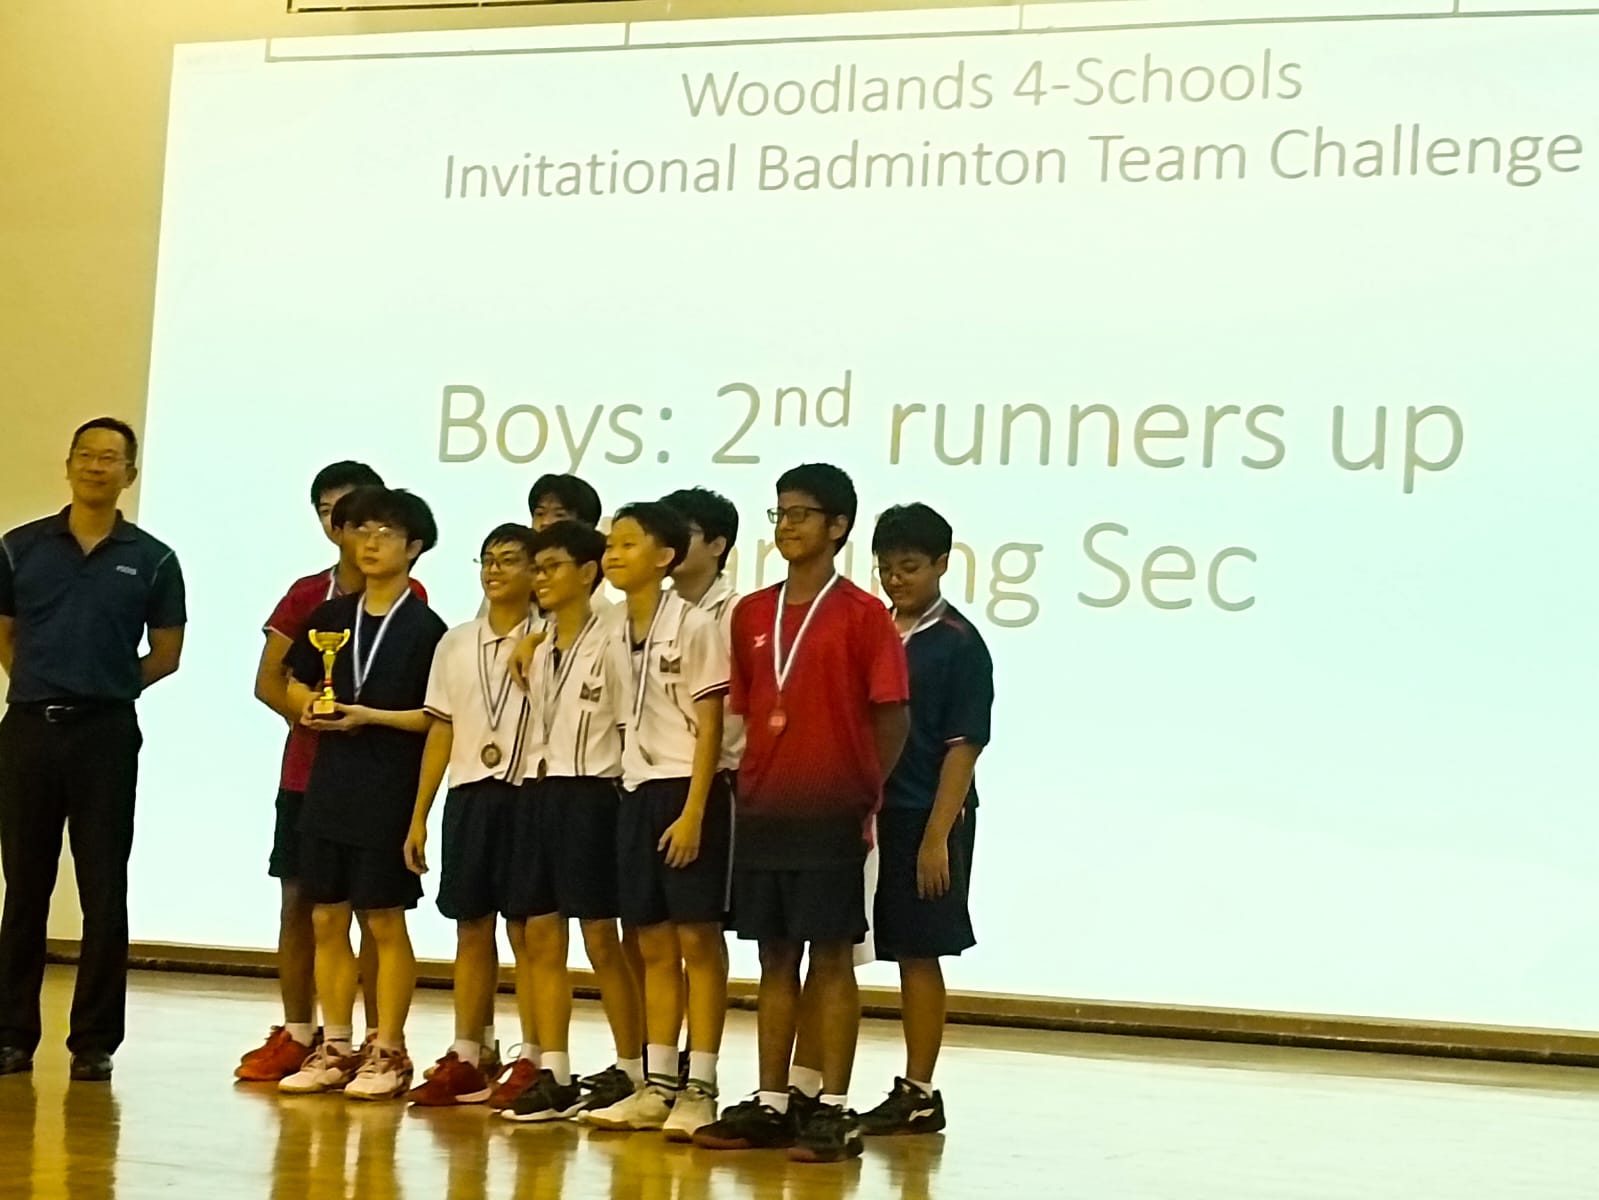 Woodlands 4-Schools
Invitational Badminton Team Challenge
Boys: 2nd runners up
Sec